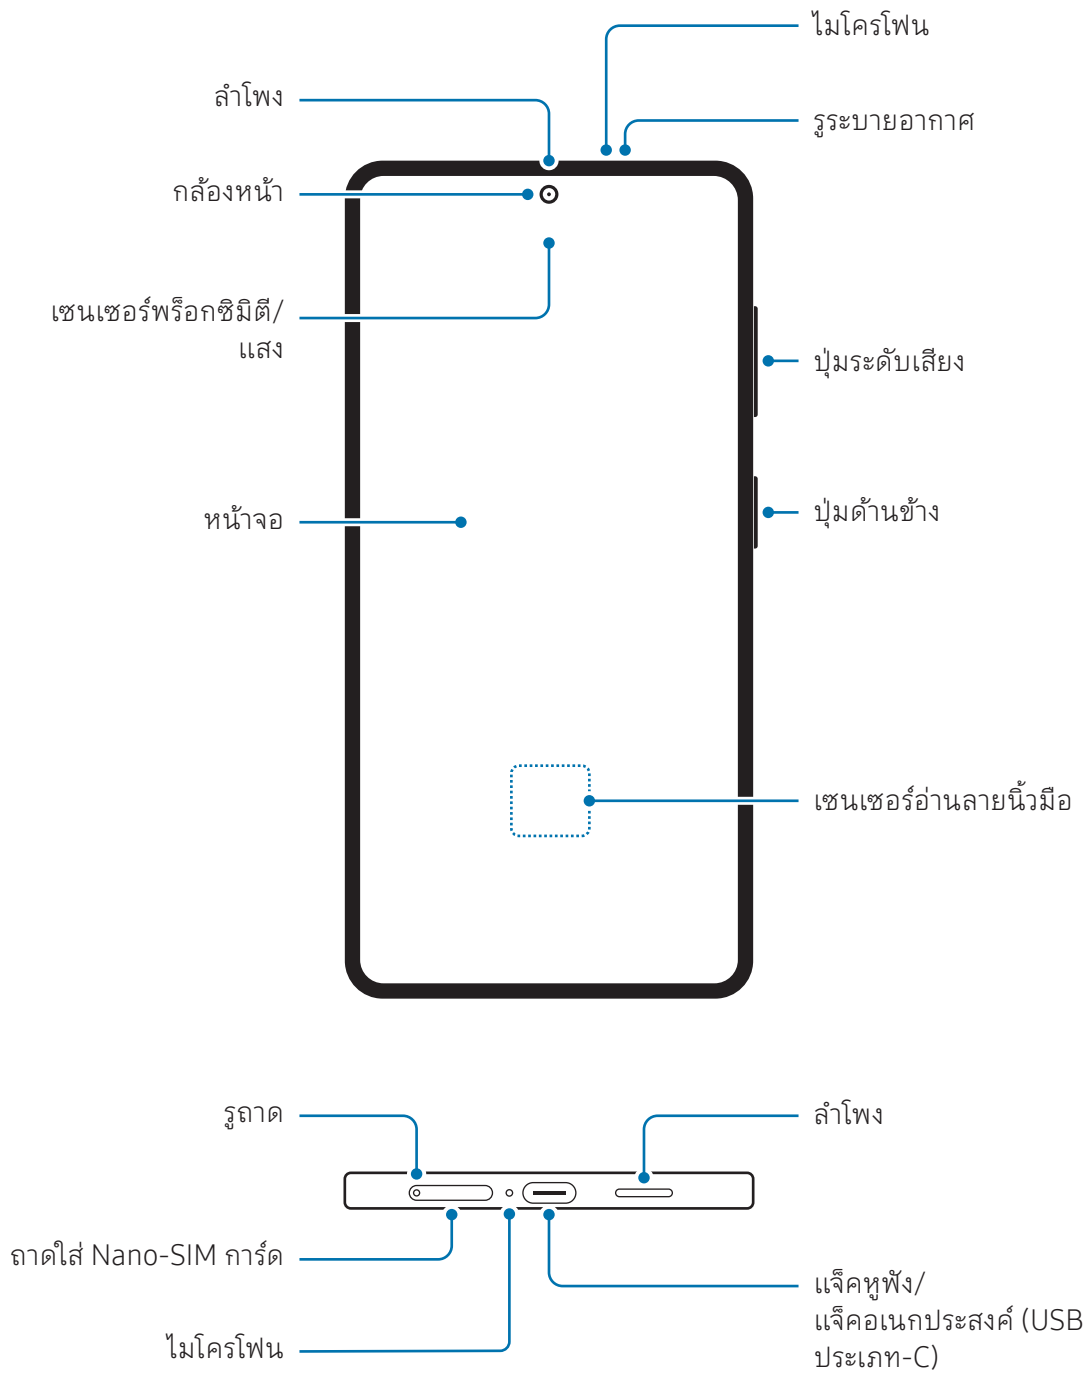 ไมโครโฟน
ลำโพง
รูระบายอากาศ
กล้องหน้า
เซนเซอร์พร็อกซิมิตี/
แสง
ปุ่มระดับเสียง
หน้าจอ
ปุ่มด้านข้าง
เซนเซอร์อ่านลายนิ้วมือ
รูถาด
ลำโพง
ถาดใส่ Nano-SIM การ์ด
ไมโครโฟน
แจ็คหูฟัง/
แจ็คอเนกประสงค์ (USB
ประเภท-C)